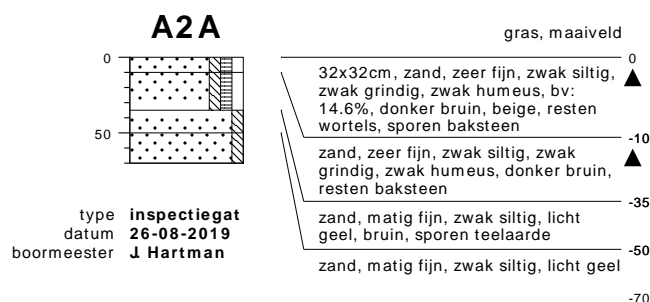 A2A
gras, maaiveld
0
0
32x32cm, zand, zeer fijn, zwak siltig,
zwak grindig, zwak humeus, bv:
14.6%, donker bruin, beige, resten
wortels, sporen baksteen
-10
50
zand, zeer fijn, zwak siltig, zwak
grindig, zwak humeus, donker bruin,
resten baksteen
-35
zand, matig fijn, zwak siltig, licht
geel, bruin, sporen teelaarde
-50
zand, matig fijn, zwak siltig, licht geel
-70
type inspectiegat
datum 26-08-2019
boormeester J. Hartman